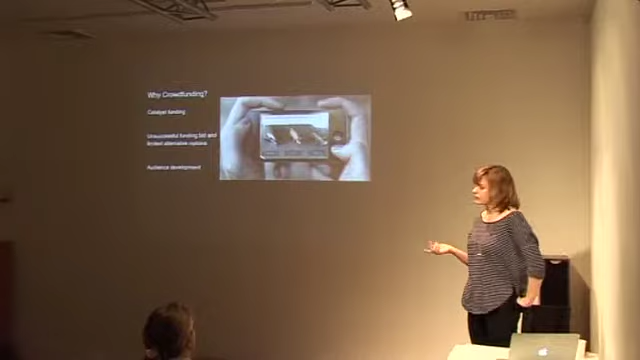 Why Crowdfunding?
Catalyst funding
Unsuccessful funding bid and
limited alternative options
Audience development